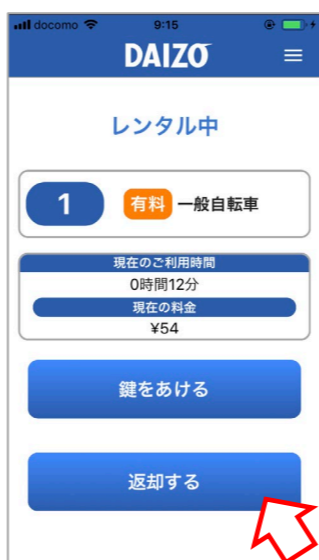 docomo 9:15
DAIZO
レンタル中
1 有料 一般自転車
現在のご利用時間
0時間12分
現在の料金
¥54
鍵をあける
返却する